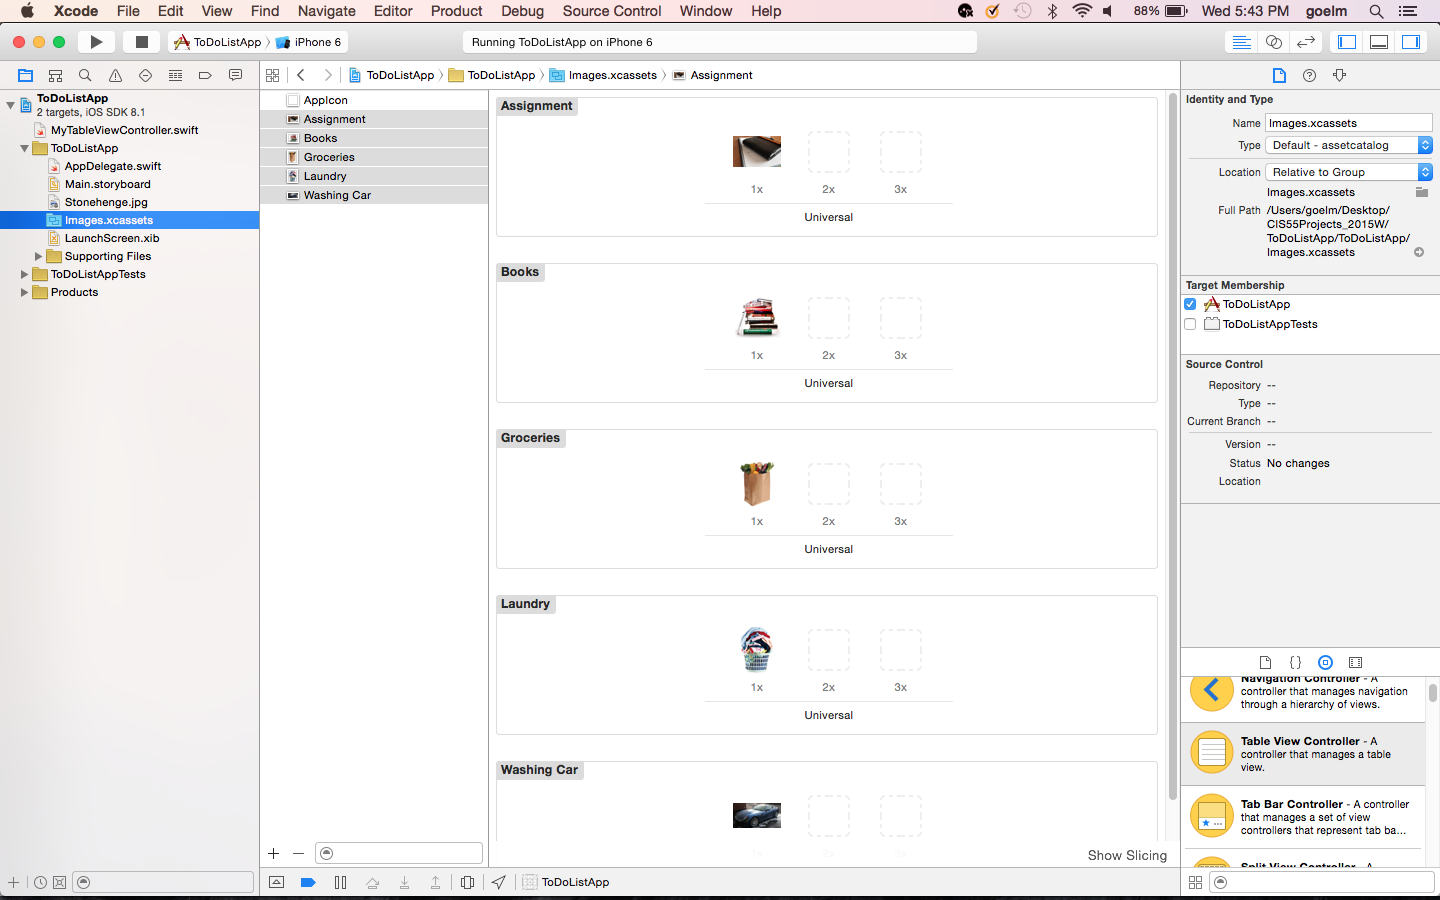 Xcode File Edit View Find Navigate Editor Product Debug Source Control Window Help 88% Wed 5:43 PM goelm
ToDoListApp iPhone 6 Running ToDoListApp on iPhone 6
ToDoListApp ToDoListApp Images.xcassets Assignment
ToDoListApp
2 targets, iOS SDK 8.1
MyTableViewController.swift
ToDoListApp
AppDelegate.swift
Main.storyboard
Stonehenge.jpg
Images.xcassets
LaunchScreen.xib
Supporting Files
ToDoListAppTests
Products
AppIcon
Assignment
Books
Groceries
Laundry
Washing Car
Assignment
1x 2x 3x
Universal
Books
1x 2x 3x
Universal
Groceries
1x 2x 3x
Universal
Laundry
1x 2x 3x
Universal
Washing Car
1x 2x 3x
Show Slicing
ToDoListApp
Identity and Type
Name Images.xcassets
Type Default - assetcatalog
Location Relative to Group
Images.xcassets
Full Path /Users/goelm/Desktop/
CIS55Projects_2015W/
ToDoListApp/ToDoListApp/
Images.xcassets
Target Membership
ToDoListApp
ToDoListAppTests
Source Control
Repository --
Type --
Current Branch --
Version --
Status No changes
Location
Navigation Controller - A
controller that manages navigation
through a hierarchy of views.
Table View Controller - A
controller that manages a table
view.
Tab Bar Controller - A controller
that manages a set of view
controllers that represent tab ba...
Split View Controller - A